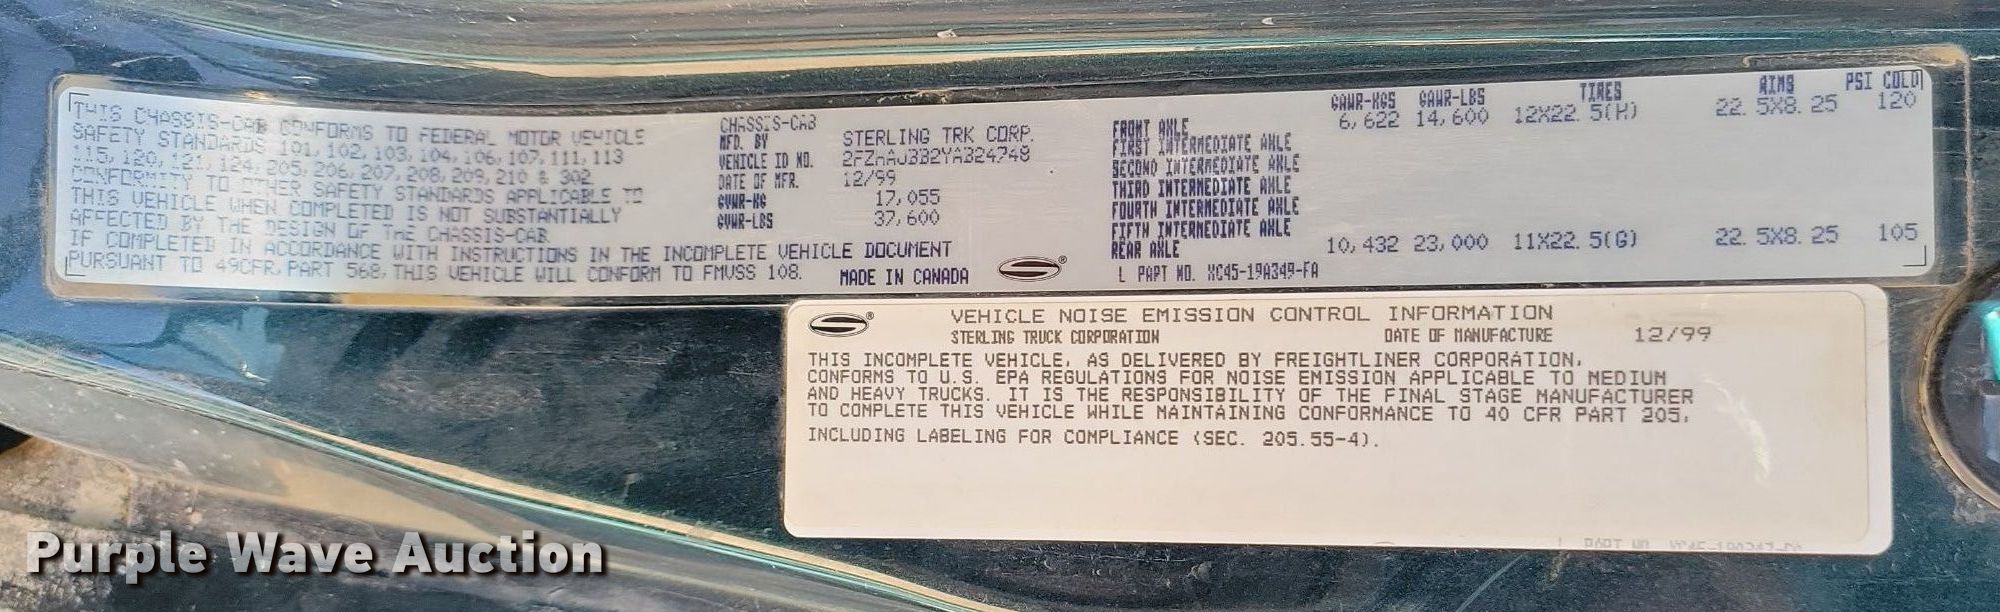 THIS CHASSIS-CAB CONFORMS TO FEDERAL MOTOR VEHICLE
SAFETY STANDARDS 101, 102, 103, 104, 106, 107, 111, 113
115, 120, 121, 124, 205, 206, 207, 208, 209, 210 & 302
CONFORMITY TO OTHER SAFETY STANDARDS APPLICABLE TO
THIS VEHICLE WHEN COMPLETED IS NOT SUBSTANTIALLY
AFFECTED BY THE DESIGN OF THE CHASSIS-CAB
IF COMPLETED IN ACCORDANCE WITH INSTRUCTIONS IN THE INCOMPLETE VEHICLE DOCUMENT
PURSUANT TO 49CFR, PART 568, THIS VEHICLE WILL CONFORM TO FMVSS 108. MADE IN CANADA
CHASSIS-CAB
MFD. BY STERLING TRK CORP.
VEHICLE ID NO.
DATE OF MFR. 12/99
GVWR-KG 17,055
GVWR-LBS 37,600
GAWR-KGS GAWR-LBS TIRES RIMS PSI COLD
FRONT AXLE 6,622 14,600 12X22.5(H) 22.5X8.25 120
FIRST INTERMEDIATE AXLE
SECOND INTERMEDIATE AXLE
THIRD INTERMEDIATE AXLE
FOURTH INTERMEDIATE AXLE
FIFTH INTERMEDIATE AXLE
REAR AXLE 10,432 23,000 11X22.5(G) 22.5X8.25 105
L PART NO. XC45-19A349-FA
VEHICLE NOISE EMISSION CONTROL INFORMATION
STERLING TRUCK CORPORATION DATE OF MANUFACTURE 12/99
THIS INCOMPLETE VEHICLE, AS DELIVERED BY FREIGHTLINER CORPORATION,
CONFORMS TO U.S. EPA REGULATIONS FOR NOISE EMISSION APPLICABLE TO MEDIUM
AND HEAVY TRUCKS. IT IS THE RESPONSIBILITY OF THE FINAL STAGE MANUFACTURER
TO COMPLETE THIS VEHICLE WHILE MAINTAINING CONFORMANCE TO 40 CFR PART 205,
INCLUDING LABELING FOR COMPLIANCE (SEC. 205.55-4).
L PART NO.
Purple Wave Auction